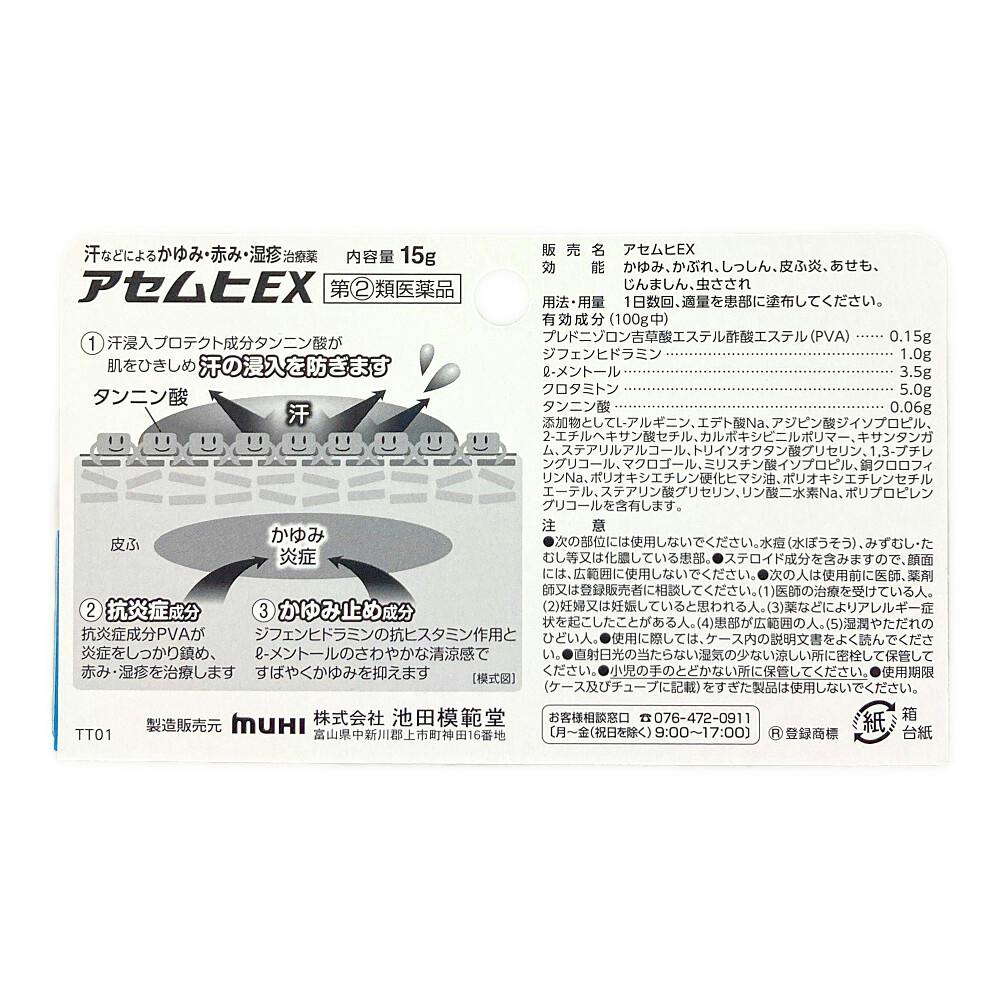 汗などによるかゆみ・赤み・湿疹治療薬 内容量 15g
アセムヒEX 指②類医薬品
①汗浸入プロテクト成分タンニン酸が
肌をひきしめ汗の浸入を防ぎます
タンニン酸
汗
皮ふ
かゆみ
炎症
②抗炎症成分
抗炎症成分PVAが
炎症をしっかり鎮め、
赤み・湿疹を治療します
③かゆみ止め成分
ジフェンヒドラミンの抗ヒスタミン作用と
ℓ-メントールのさわやかな清涼感で
すばやくかゆみを抑えます
[模式図]
TT01
製造販売元 MUHI 株式会社 池田模範堂
富山県中新川郡上市町神田16番地
販売名 アセムヒEX
効能 かゆみ、かぶれ、しっしん、皮ふ炎、あせも、
じんましん、虫さされ
用法・用量 1日数回、適量を患部に塗布してください。
有効成分(100g中)
プレドニゾロン吉草酸エステル酢酸エステル(PVA)……0.15g
ジフェンヒドラミン……1.0g
ℓ-メントール……3.5g
クロタミトン……5.0g
タンニン酸……0.06g
添加物としてL-アルギニン、エデト酸Na、アジピン酸ジイソプロピル、
2-エチルヘキサン酸セチル、カルボキシビニルポリマー、キサンタンガ
ム、ステアリルアルコール、トリイソオクタン酸グリセリン、1,3-ブチレ
ングリコール、マクロゴール、ミリスチン酸イソプロピル、銅クロロフィ
リンNa、ポリオキシエチレン硬化ヒマシ油、ポリオキシエチレンセチル
エーテル、ステアリン酸グリセリン、リン酸二水素Na、ポリプロピレン
グリコールを含有します。
注意
●次の部位には使用しないでください。水痘(水ぼうそう)、みずむし・た
むし等又は化膿している患部。●ステロイド成分を含みますので、顔面
には、広範囲に使用しないでください。●次の人は使用前に医師、薬剤
師又は登録販売者に相談してください。(1)医師の治療を受けている人。
(2)妊婦又は妊娠していると思われる人。(3)薬などによりアレルギー症
状を起こしたことがある人。(4)患部が広範囲の人。(5)湿潤やただれの
ひどい人。●使用に際しては、ケース内の説明文書をよく読んでくださ
い。●直射日光の当たらない湿気の少ない涼しい所に密栓して保管して
ください。●小児の手のとどかない所に保管してください。●使用期限
(ケース及びチューブに記載)をすぎた製品は使用しないでください。
お客様相談窓口 ☎076-472-0911
[月〜金(祝日を除く) 9:00〜17:00]
Ⓡ登録商標
紙
箱
台紙